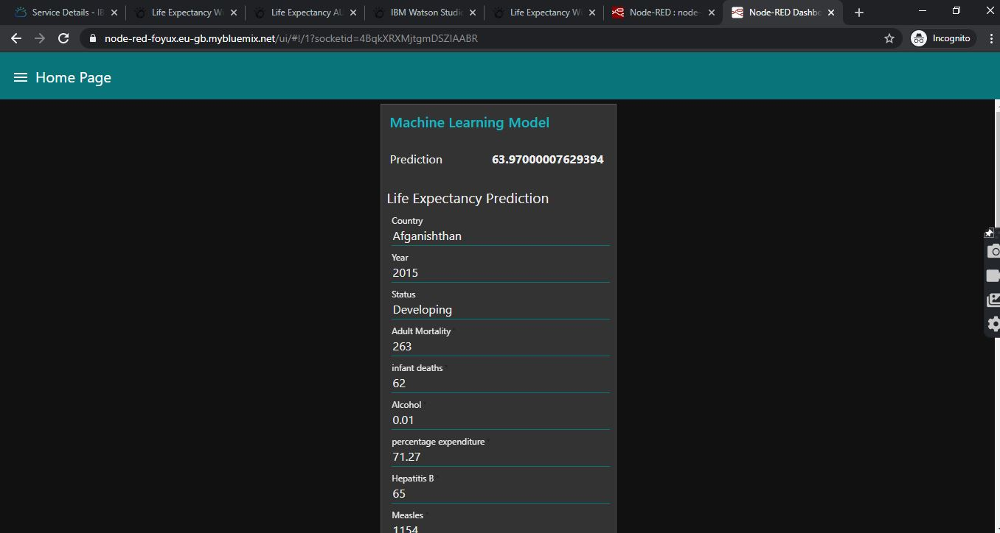 Service Details - IB
Life Expectancy Wi
Life Expectancy AU
IBM Watson Studio
Life Expectancy Wi
Node-RED : node-
Node-RED Dashbo
node-red-foyux.eu-gb.mybluemix.net/ui/#!/1?socketid=4BqkXRXMjtgmDSZIAABR
Incognito
Home Page
Machine Learning Model
Prediction 63.97000007629394
Life Expectancy Prediction
Country
Afganishthan
Year
2015
Status
Developing
Adult Mortality *
263
infant deaths *
62
Alcohol *
0.01
percentage expenditure *
71.27
Hepatitis B *
65
Measles *
1154